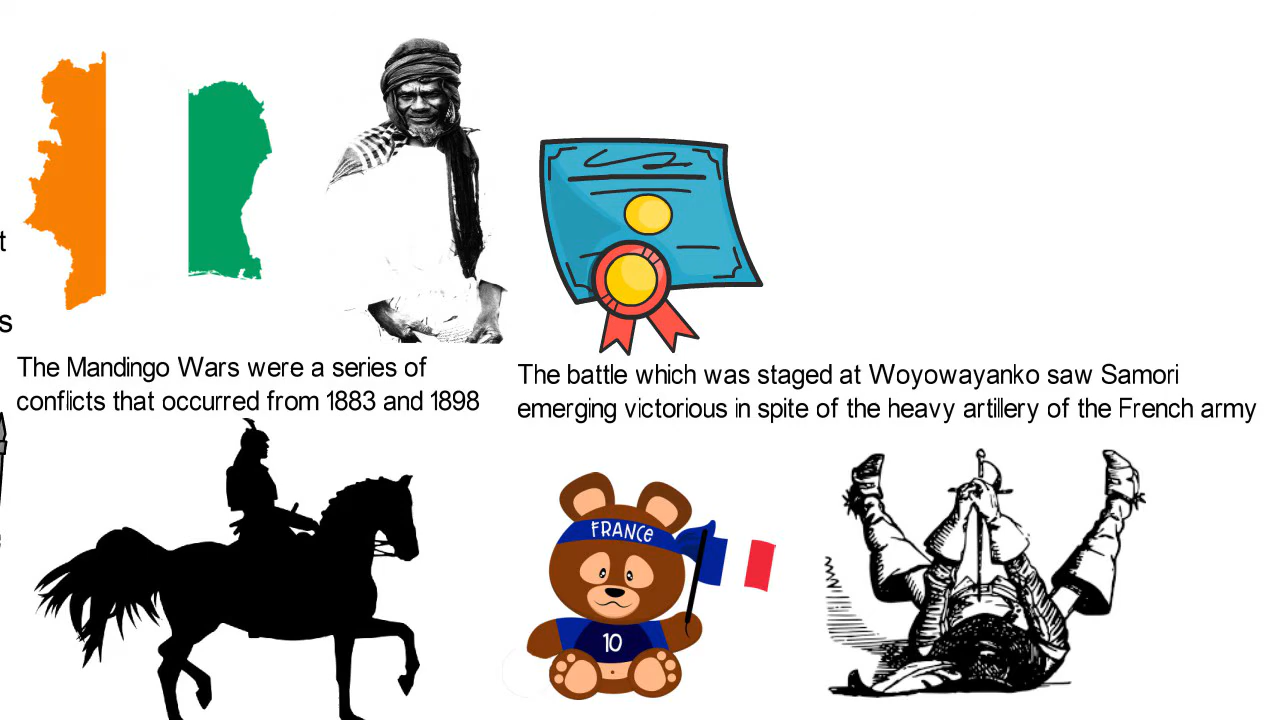 t
s
The Mandingo Wars were a series of
conflicts that occurred from 1883 and 1898
The battle which was staged at Woyowayanko saw Samori
emerging victorious in spite of the heavy artillery of the French army
FRANCE
10